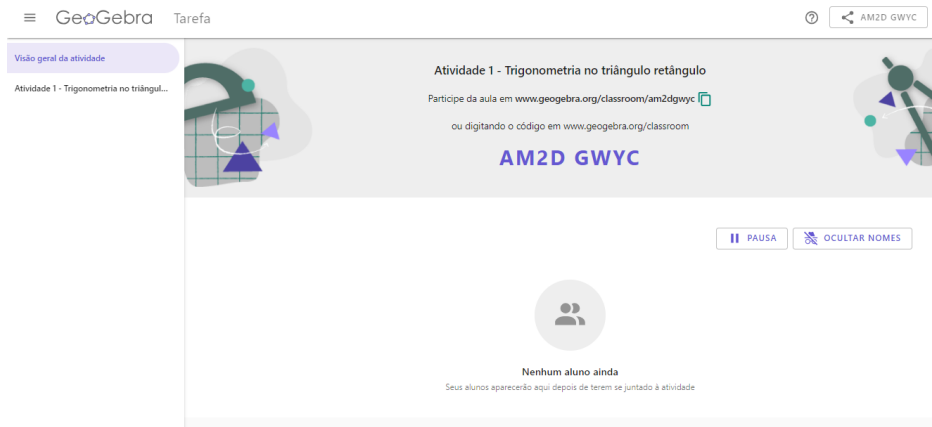 GeoGebra Tarefa
AM2D GWYC
Visão geral da atividade
Atividade 1 - Trigonometria no triângul...
Atividade 1 - Trigonometria no triângulo retângulo
Participe da aula em www.geogebra.org/classroom/am2dgwyc
ou digitando o código em www.geogebra.org/classroom
AM2D GWYC
PAUSA
OCULTAR NOMES
Nenhum aluno ainda
Seus alunos aparecerão aqui depois de terem se juntado à atividade